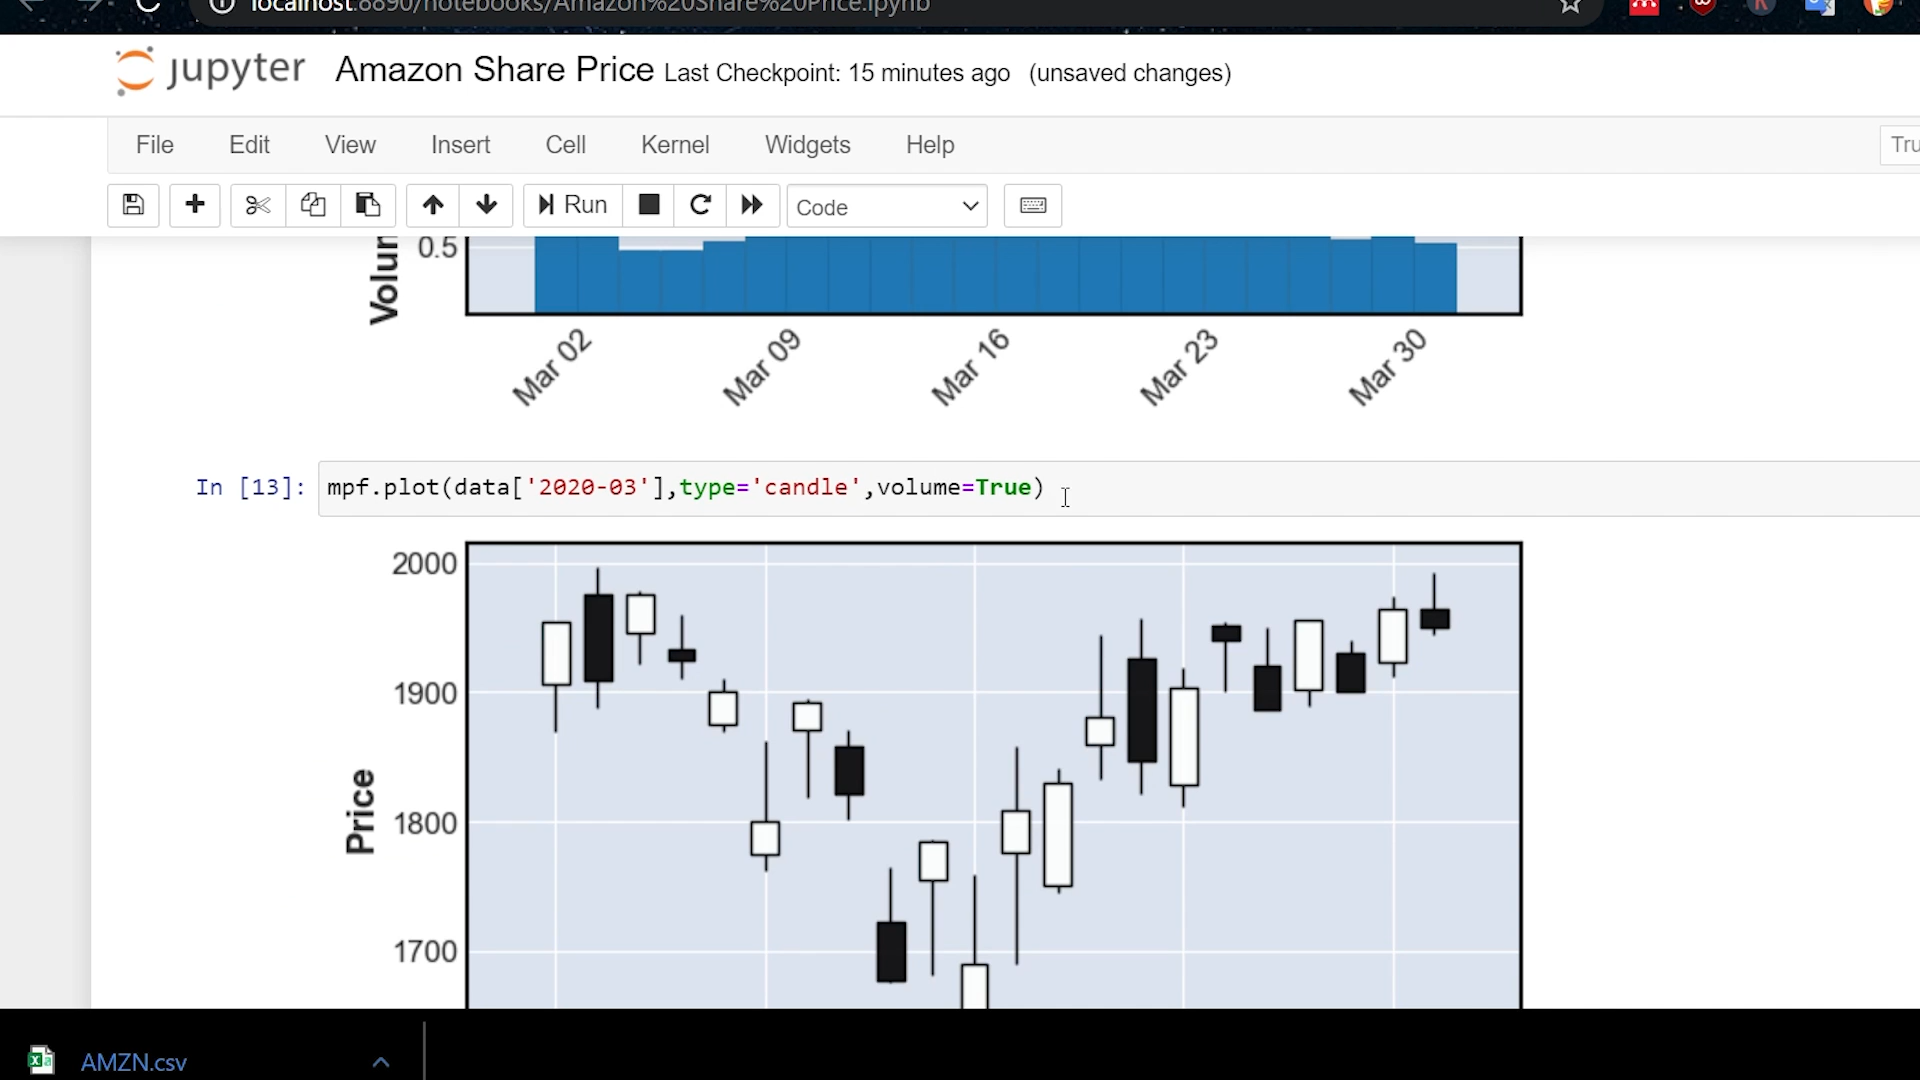 localhost:8890/notebooks/Amazon%20Share%20Price.ipynb
jupyter Amazon Share Price Last Checkpoint: 15 minutes ago (unsaved changes)
File Edit View Insert Cell Kernel Widgets Help
Run Code
0.5
Mar 02 Mar 09 Mar 16 Mar 23 Mar 30
In [13]: mpf.plot(data['2020-03'],type='candle',volume=True)
2000
1900
Price
1800
1700
AMZN.csv